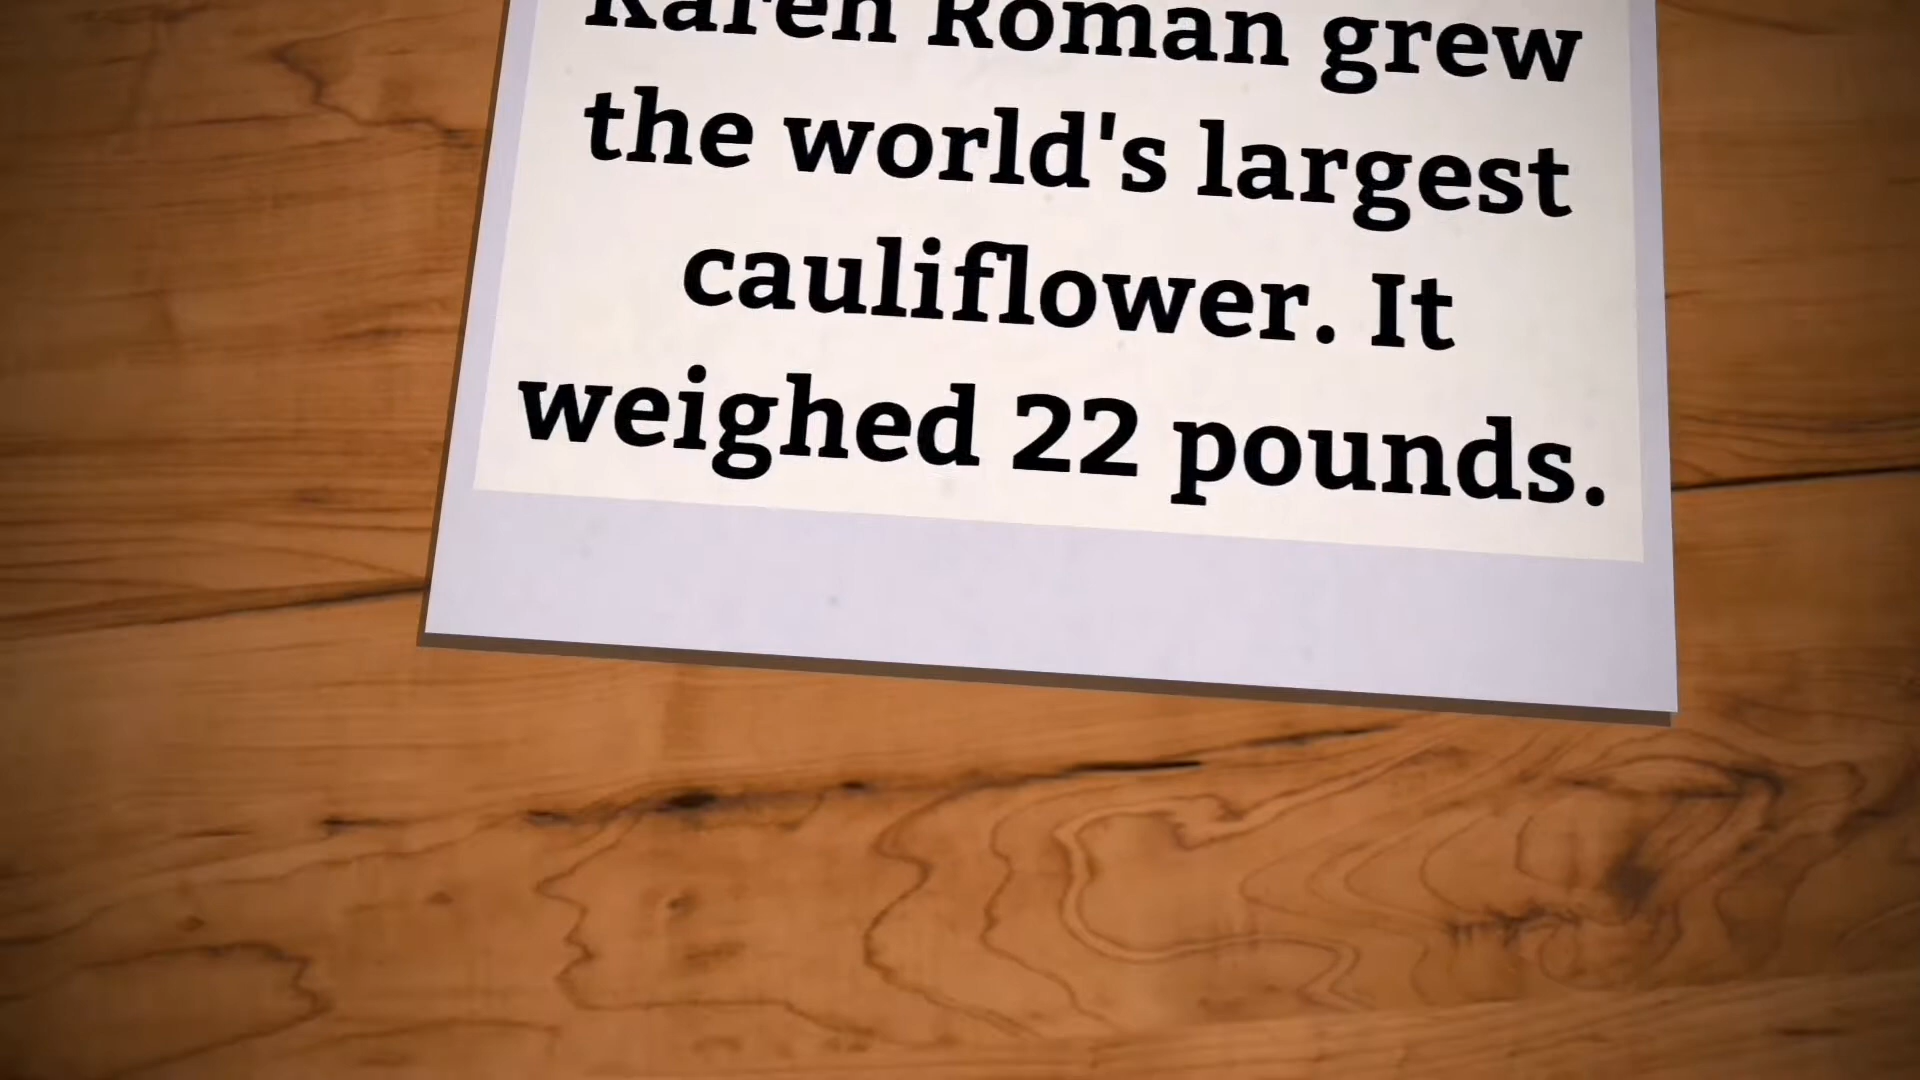 Karen Roman grew
the world's largest
cauliflower. It
weighed 22 pounds.